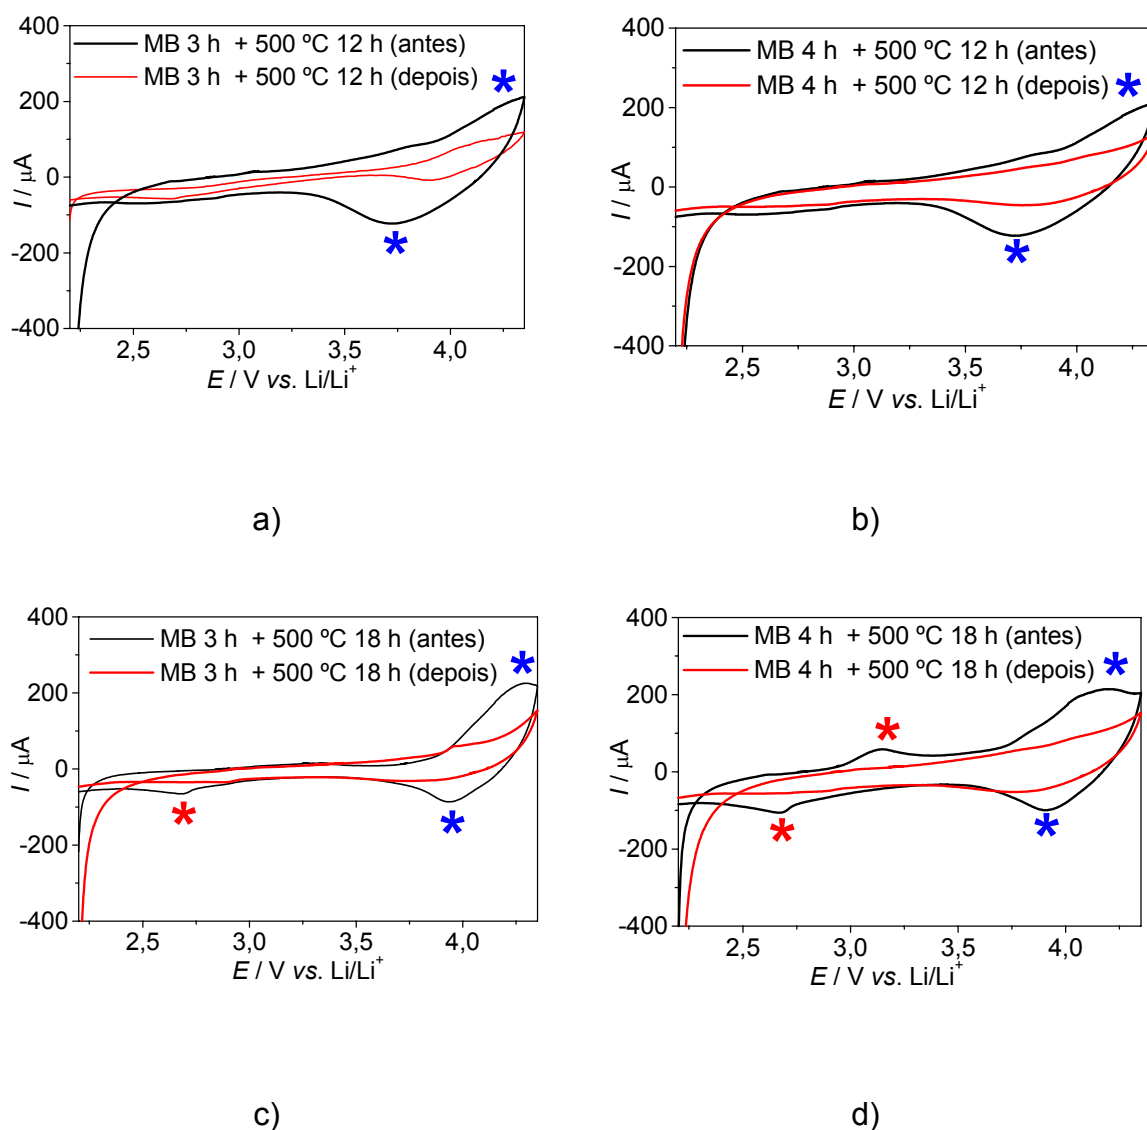 400
MB 3 h + 500 ºC 12 h (antes)
MB 3 h + 500 ºC 12 h (depois)
*
200
0
-200
-400
I / µA
*
2,5 3,0 3,5 4,0
E / V vs. Li/Li⁺
a)
400
MB 4 h + 500 ºC 12 h (antes)
MB 4 h + 500 ºC 12 h (depois)
*
200
0
-200
-400
I / µA
*
2,5 3,0 3,5 4,0
E / V vs. Li/Li⁺
b)
400
MB 3 h + 500 ºC 18 h (antes)
MB 3 h + 500 ºC 18 h (depois)
*
200
0
-200
-400
I / µA
* *
2,5 3,0 3,5 4,0
E / V vs. Li/Li⁺
c)
400
MB 4 h + 500 ºC 18 h (antes)
MB 4 h + 500 ºC 18 h (depois)
*
200
*
0
-200
-400
I / µA
* *
2,5 3,0 3,5 4,0
E / V vs. Li/Li⁺
d)